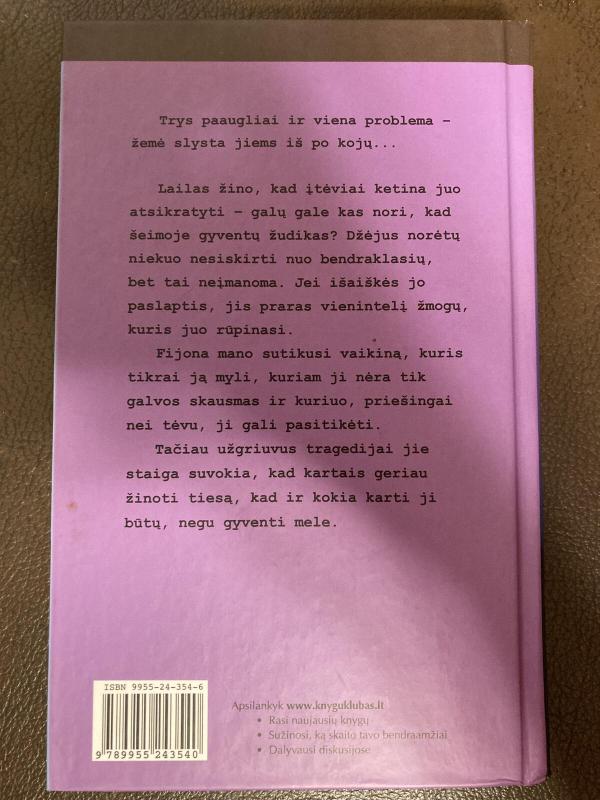 Trys paaugliai ir viena problema –
žemė slysta jiems iš po kojų...
Lailas žino, kad įtėviai ketina juo
atsikratyti – galų gale kas nori, kad
šeimoje gyventų žudikas? Džėjus norėtų
niekuo nesiskirti nuo bendraklasių,
bet tai neįmanoma. Jei išaiškės jo
paslaptis, jis praras vienintelį žmogų,
kuris juo rūpinasi.
Fijona mano sutikusi vaikiną, kuris
tikrai ją myli, kuriam ji nėra tik
galvos skausmas ir kuriuo, priešingai
nei tėvu, ji gali pasitikėti.
Tačiau užgriuvus tragedijai jie
staiga suvokia, kad kartais geriau
žinoti tiesą, kad ir kokia karti ji
būtų, negu gyventi mele.
ISBN 9955-24-354-6
9 789955 243540
Apsilankyk www.knyguklubas.lt
• Rasi naujausių knygų
• Sužinosi, ką skaito tavo bendraamžiai
• Dalyvausi diskusijose